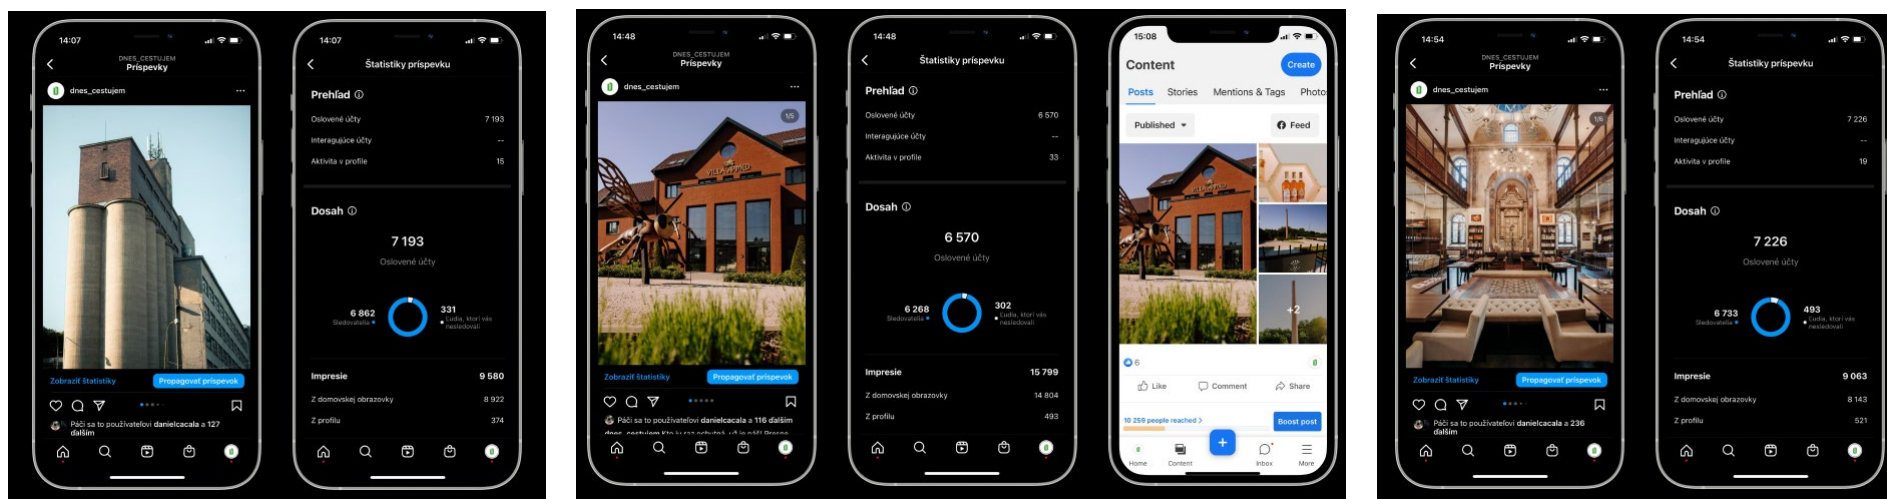 14:07
DNES_CESTUJEM
Príspevky
dnes_cestujem
Zobraziť štatistiky
Propagovať príspevok
Páči sa to používateľovi danielcacala a 127
ďalším
14:07
Štatistiky príspevku
Prehľad
Oslovené účty 7 193
Interagujúce účty --
Aktivita v profile 15
Dosah
7 193
Oslovené účty
6 862
Sledovatelia
331
Ľudia, ktorí vás
nesledovali
Impresie 9 580
Z domovskej obrazovky 8 922
Z profilu 374
14:48
DNES_CESTUJEM
Príspevky
dnes_cestujem
1/5
Zobraziť štatistiky
Propagovať príspevok
Páči sa to používateľovi danielcacala a 116 ďalším
14:48
Štatistiky príspevku
Prehľad
Oslovené účty 6 570
Interagujúce účty --
Aktivita v profile 33
Dosah
6 570
Oslovené účty
6 268
Sledovatelia
302
Ľudia, ktorí vás
nesledovali
Impresie 15 799
Z domovskej obrazovky 14 804
Z profilu 493
15:08
Content
Create
Posts Stories Mentions & Tags Photo
Published
Feed
+2
6
Like Comment Share
10 259 people reached
Boost post
Home Content Inbox More
14:54
DNES_CESTUJEM
Príspevky
dnes_cestujem
Zobraziť štatistiky
Propagovať príspevok
Páči sa to používateľovi danielcacala a 236
ďalším
14:54
Štatistiky príspevku
Prehľad
Oslovené účty 7 226
Interagujúce účty --
Aktivita v profile 19
Dosah
7 226
Oslovené účty
6 733
Sledovatelia
493
Ľudia, ktorí vás
nesledovali
Impresie 9 063
Z domovskej obrazovky 8 143
Z profilu 521